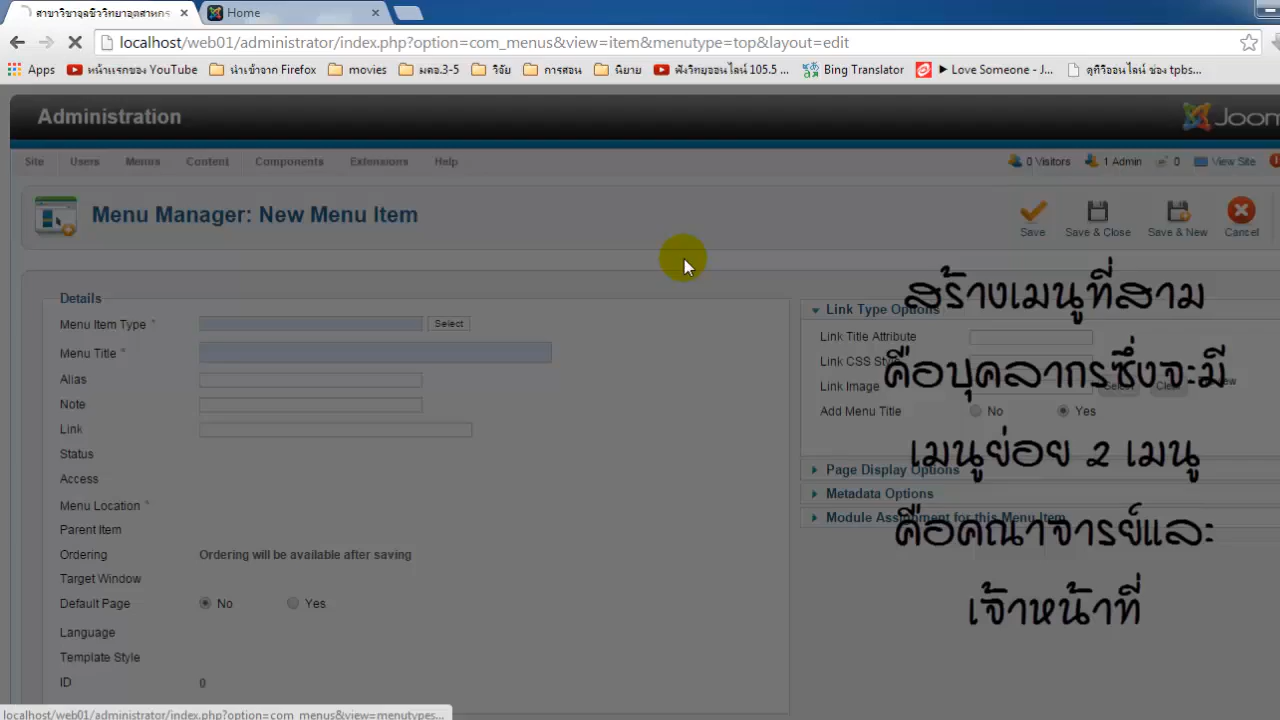 สาขาวิชาจุลชีววิทยาอุตสาหกร
Home
localhost/web01/administrator/index.php?option=com_menus&view=item&menutype=top&layout=edit
Apps
หน้าแรกของ YouTube
นำเข้าจาก Firefox
movies
มคอ.3-5
วิจัย
การสอน
นิยาย
ฟังวิทยุออนไลน์ 105.5 ...
Bing Translator
► Love Someone - J...
ดูทีวีออนไลน์ ช่อง tpbs...
Administration
Joom
Site Users Menus Content Components Extensions Help
0 Visitors 1 Admin 0 View Site
Menu Manager: New Menu Item
Save Save & Close Save & New Cancel
Details
Menu Item Type * Select
Menu Title *
Alias
Note
Link
Status
Access
Menu Location *
Parent Item
Ordering Ordering will be available after saving
Target Window
Default Page No Yes
Language
Template Style
ID 0
Link Type Options
Link Title Attribute
Link CSS Style
Link Image Select Clear
Add Menu Title No Yes
Page Display Options
Metadata Options
Module Assignment for this Menu Item
สร้างเมนูที่สาม
คือบุคลากรซึ่งจะมี
เมนูย่อย 2 เมนู
คือคณาจารย์และ
เจ้าหน้าที่
localhost/web01/administrator/index.php?option=com_menus&view=menutypes...